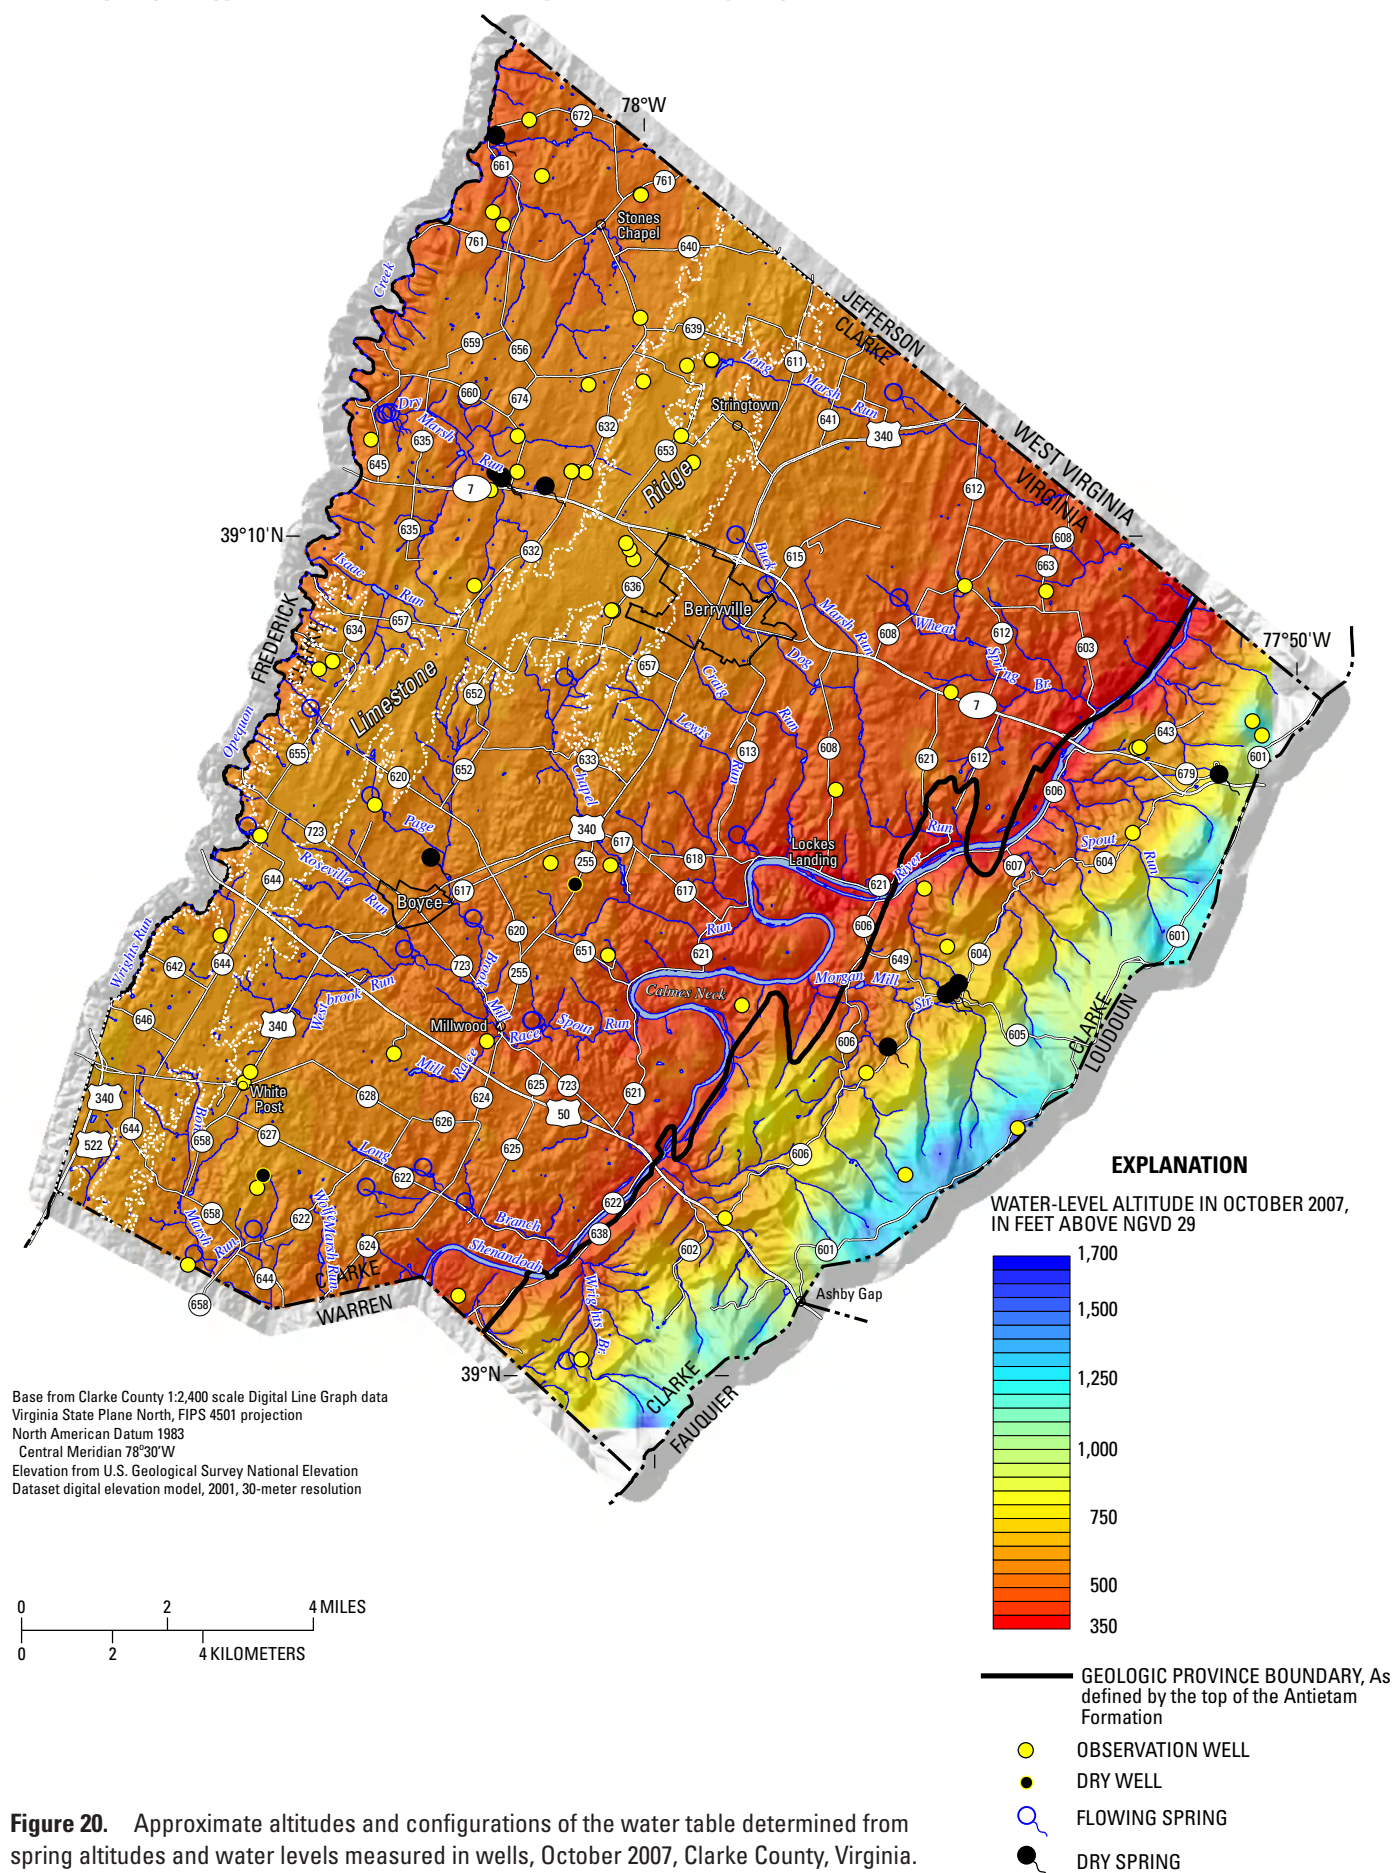 78°W
672
661
761
Stones
Chapel
761
640
Creek
JEFFERSON
CLARKE
639
659
656
611
Long
Marsh
Run
660
674
Dry
Marsh
Run
Stringtown
641
340
632
635
653
645
WEST VIRGINIA
VIRGINIA
Ridge
7
612
635
39°10'N
608
632
Buck
615
663
Isaac
Run
636
Berryville
Marsh Run
657
634
Wheat
Spring
Br.
608
612
603
FREDERICK
77°50'W
Dog
Run
657
Craig
Run
Limestone
652
Lewis
7
Opequon
643
655
613
608
633
621
612
601
652
620
Chapel
679
606
Page
340
723
617
Run
Lockes
Landing
Spout
Run
Roseville
Run
255
618
604
644
607
River
617
621
617
Boyce
606
Wrights Run
620
Run
601
651
604
642
644
723
Brook
255
621
649
Morgan
Mill
Str.
Westbrook
Run
Calmes Neck
646
340
Millwood
Mill
Race
Spout
Run
CLARKE
LOUDOUN
605
606
Mill
Race
White
Post
340
628
624
625
723
621
50
644
522
658
627
626
625
606
Long
622
EXPLANATION
WATER-LEVEL ALTITUDE IN OCTOBER 2007,
IN FEET ABOVE NGVD 29
658
622
Wolf Marsh Run
Branch
622
638
Marsh
Run
624
602
601
1,700
Shenandoah
644
CLARKE
WARREN
Wrights
Br.
Ashby Gap
658
1,500
39°N
1,250
CLARKE
FAUQUIER
1,000
750
500
350
Base from Clarke County 1:2,400 scale Digital Line Graph data
Virginia State Plane North, FIPS 4501 projection
North American Datum 1983
Central Meridian 78°30'W
Elevation from U.S. Geological Survey National Elevation
Dataset digital elevation model, 2001, 30-meter resolution
0 2 4 MILES
0 2 4 KILOMETERS
GEOLOGIC PROVINCE BOUNDARY, As
defined by the top of the Antietam
Formation
OBSERVATION WELL
DRY WELL
FLOWING SPRING
DRY SPRING
Figure 20. Approximate altitudes and configurations of the water table determined from
spring altitudes and water levels measured in wells, October 2007, Clarke County, Virginia.